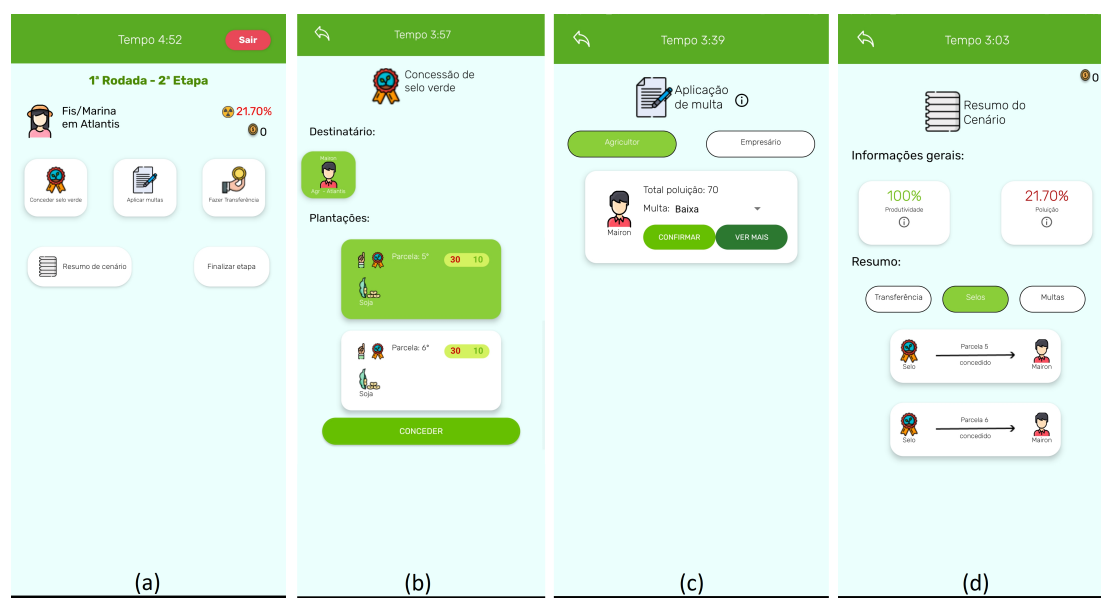 Tempo 4:52
Sair
1ª Rodada - 2ª Etapa
Fis/Marina
em Atlantis
21.70%
0
Conceder selo verde
Aplicar multas
Fazer Transferência
Resumo de cenário
Finalizar etapa
(a)
Tempo 3:57
Concessão de
selo verde
Destinatário:
Mairon
Agr - Atlantis
Plantações:
Parcela: 5ª
30 10
Soja
Parcela: 6ª
30 10
Soja
CONCEDER
(b)
Tempo 3:39
Aplicação
de multa
Agricultor
Empresário
Total poluição: 70
Multa: Baixa
Mairon
CONFIRMAR
VER MAIS
(c)
Tempo 3:03
0
Resumo do
Cenário
Informações gerais:
100%
Produtividade
21.70%
Poluição
Resumo:
Transferência
Selos
Multas
Parcela 5
concedido
Selo
Mairon
Parcela 6
concedido
Selo
Mairon
(d)